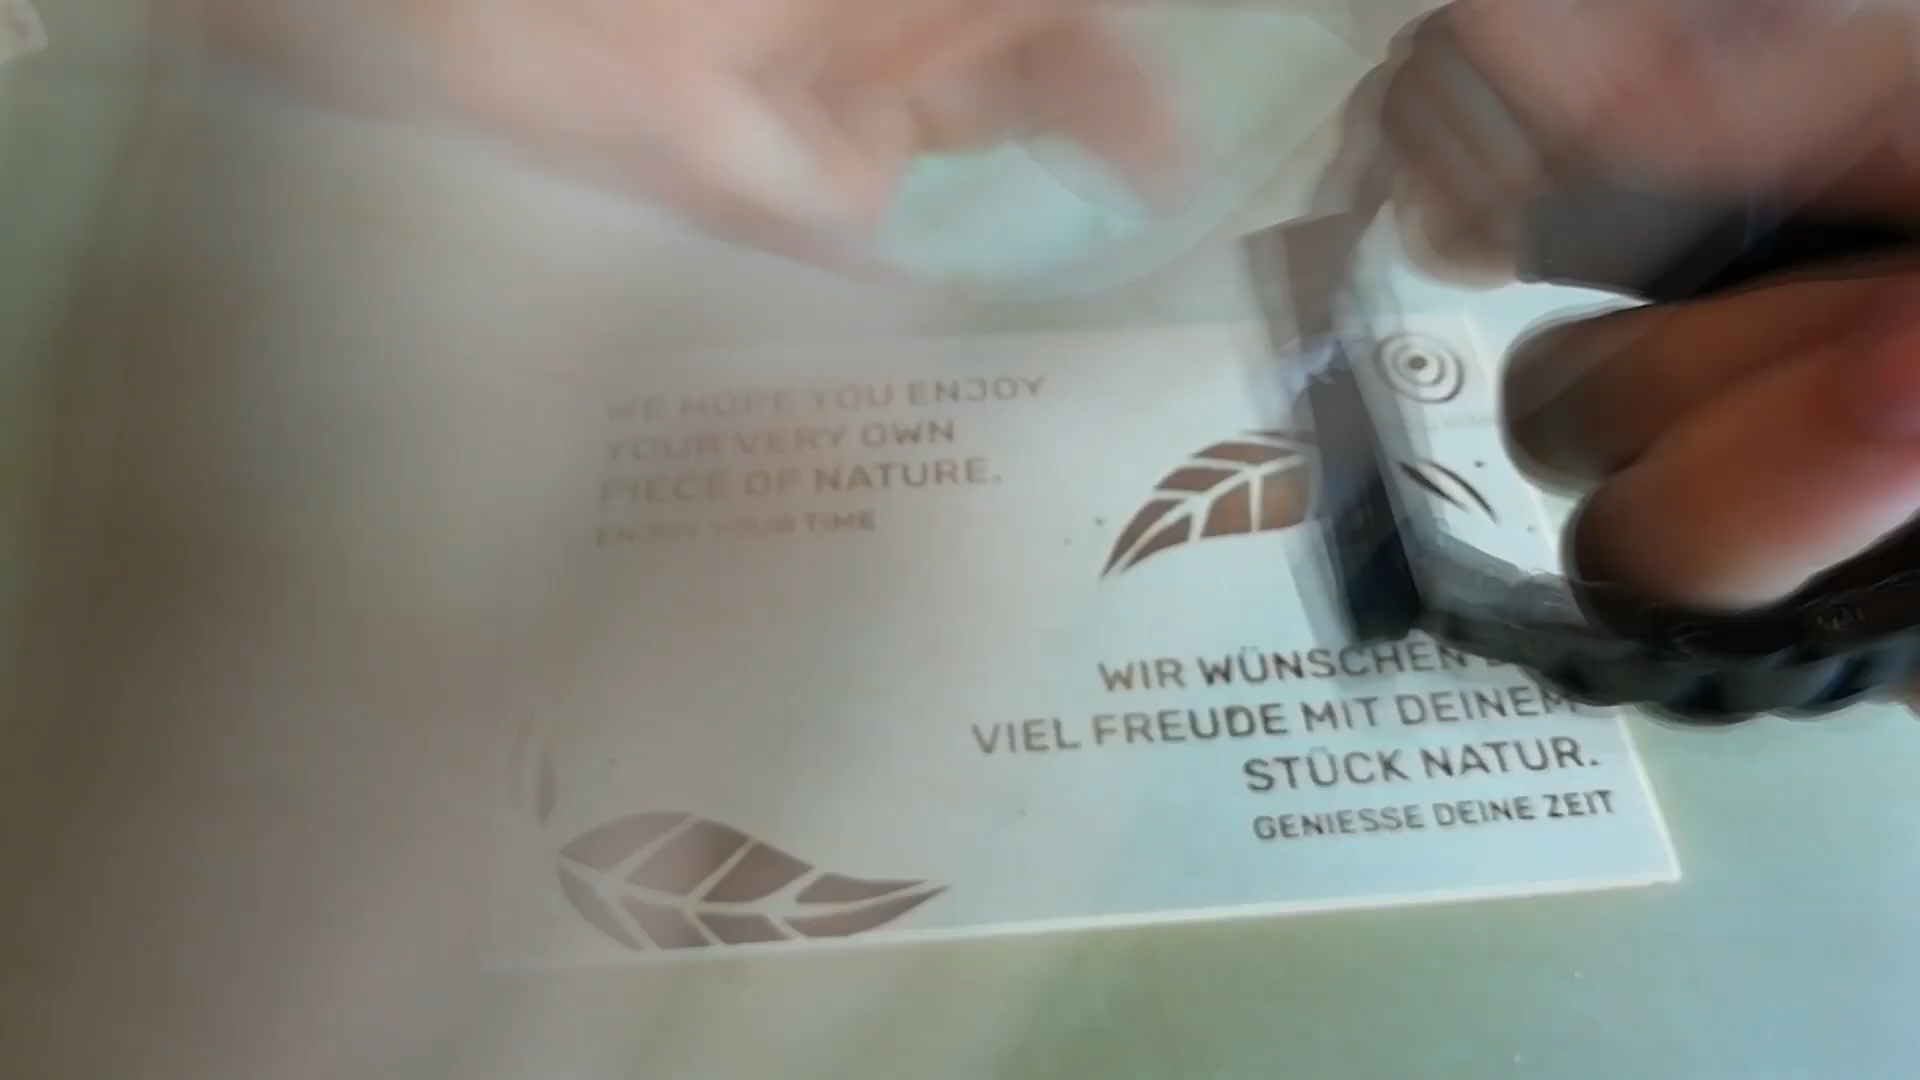 WE HOPE YOU ENJOY
YOUR VERY OWN
PIECE OF NATURE.
ENJOY YOUR TIME
WIR WÜNSCHEN
VIEL FREUDE MIT DEINEM
STÜCK NATUR.
GENIESSE DEINE ZEIT